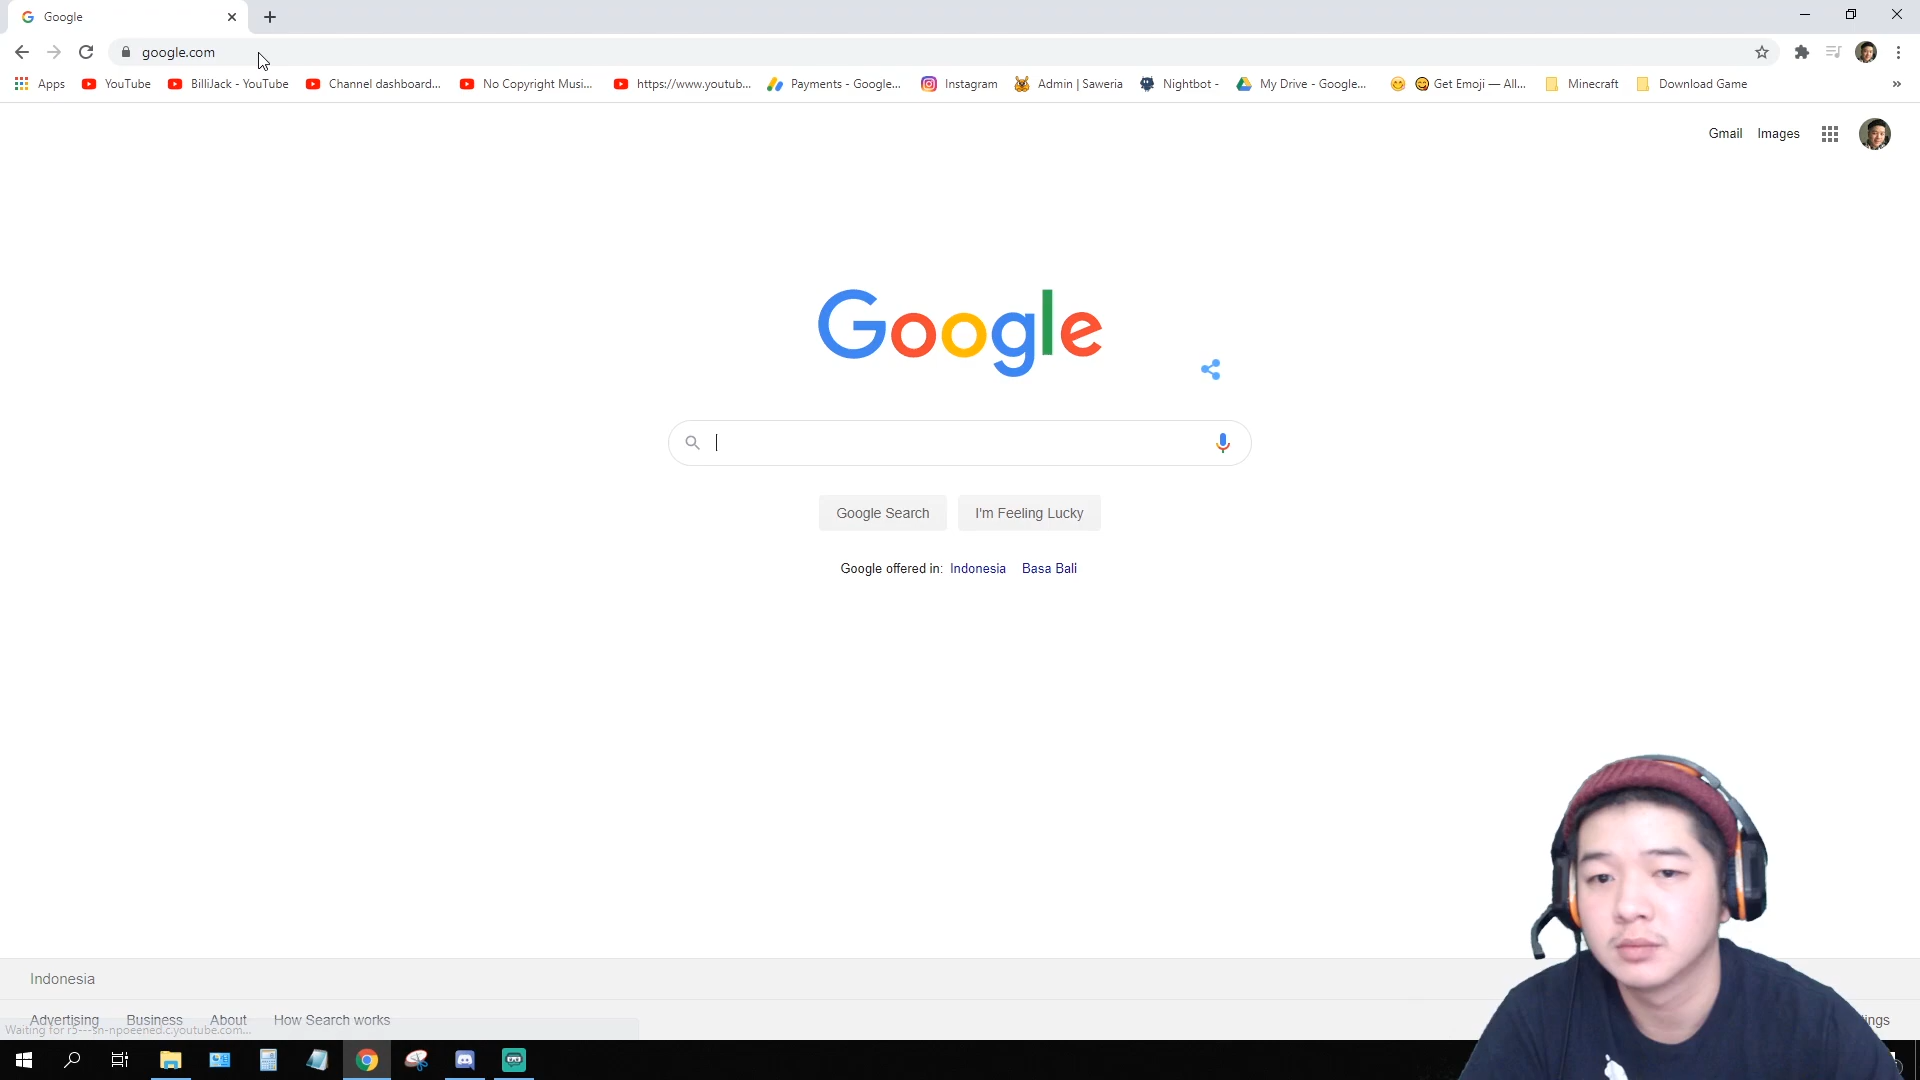 Google
google.com
Apps YouTube BilliJack - YouTube Channel dashboard... No Copyright Musi... https://www.youtub... Payments - Google... Instagram Admin | Saweria Nightbot - My Drive - Google... Get Emoji — All... Minecraft Download Game »
Gmail Images
Google
Google Search I'm Feeling Lucky
Google offered in: Indonesia Basa Bali
Indonesia
Advertising Business About How Search works ings
Waiting for r5---sn-npoeened.c.youtube.com...